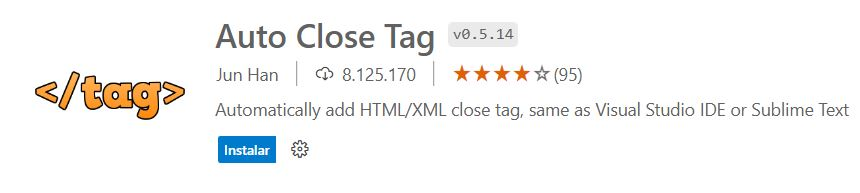 Auto Close Tag v0.5.14
</tag>
Jun Han 8.125.170 (95)
Automatically add HTML/XML close tag, same as Visual Studio IDE or Sublime Text
Instalar